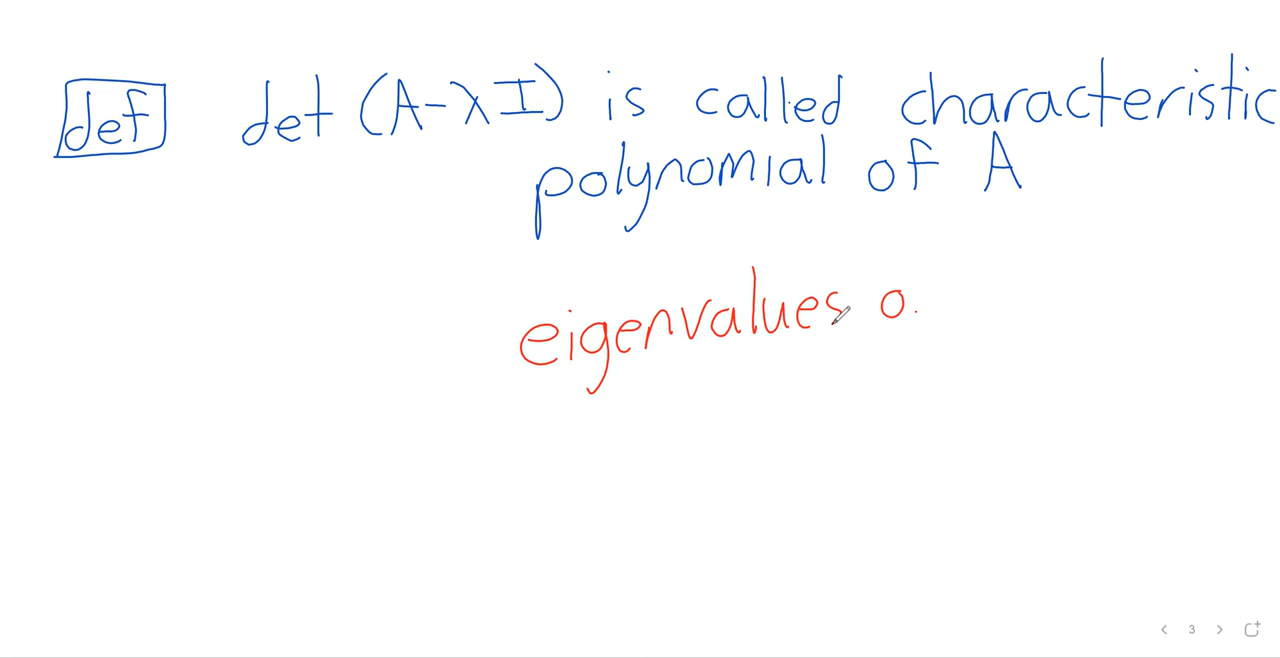 def det (A-λI) is called characteristic
polynomial of A
eigenvalues o
3